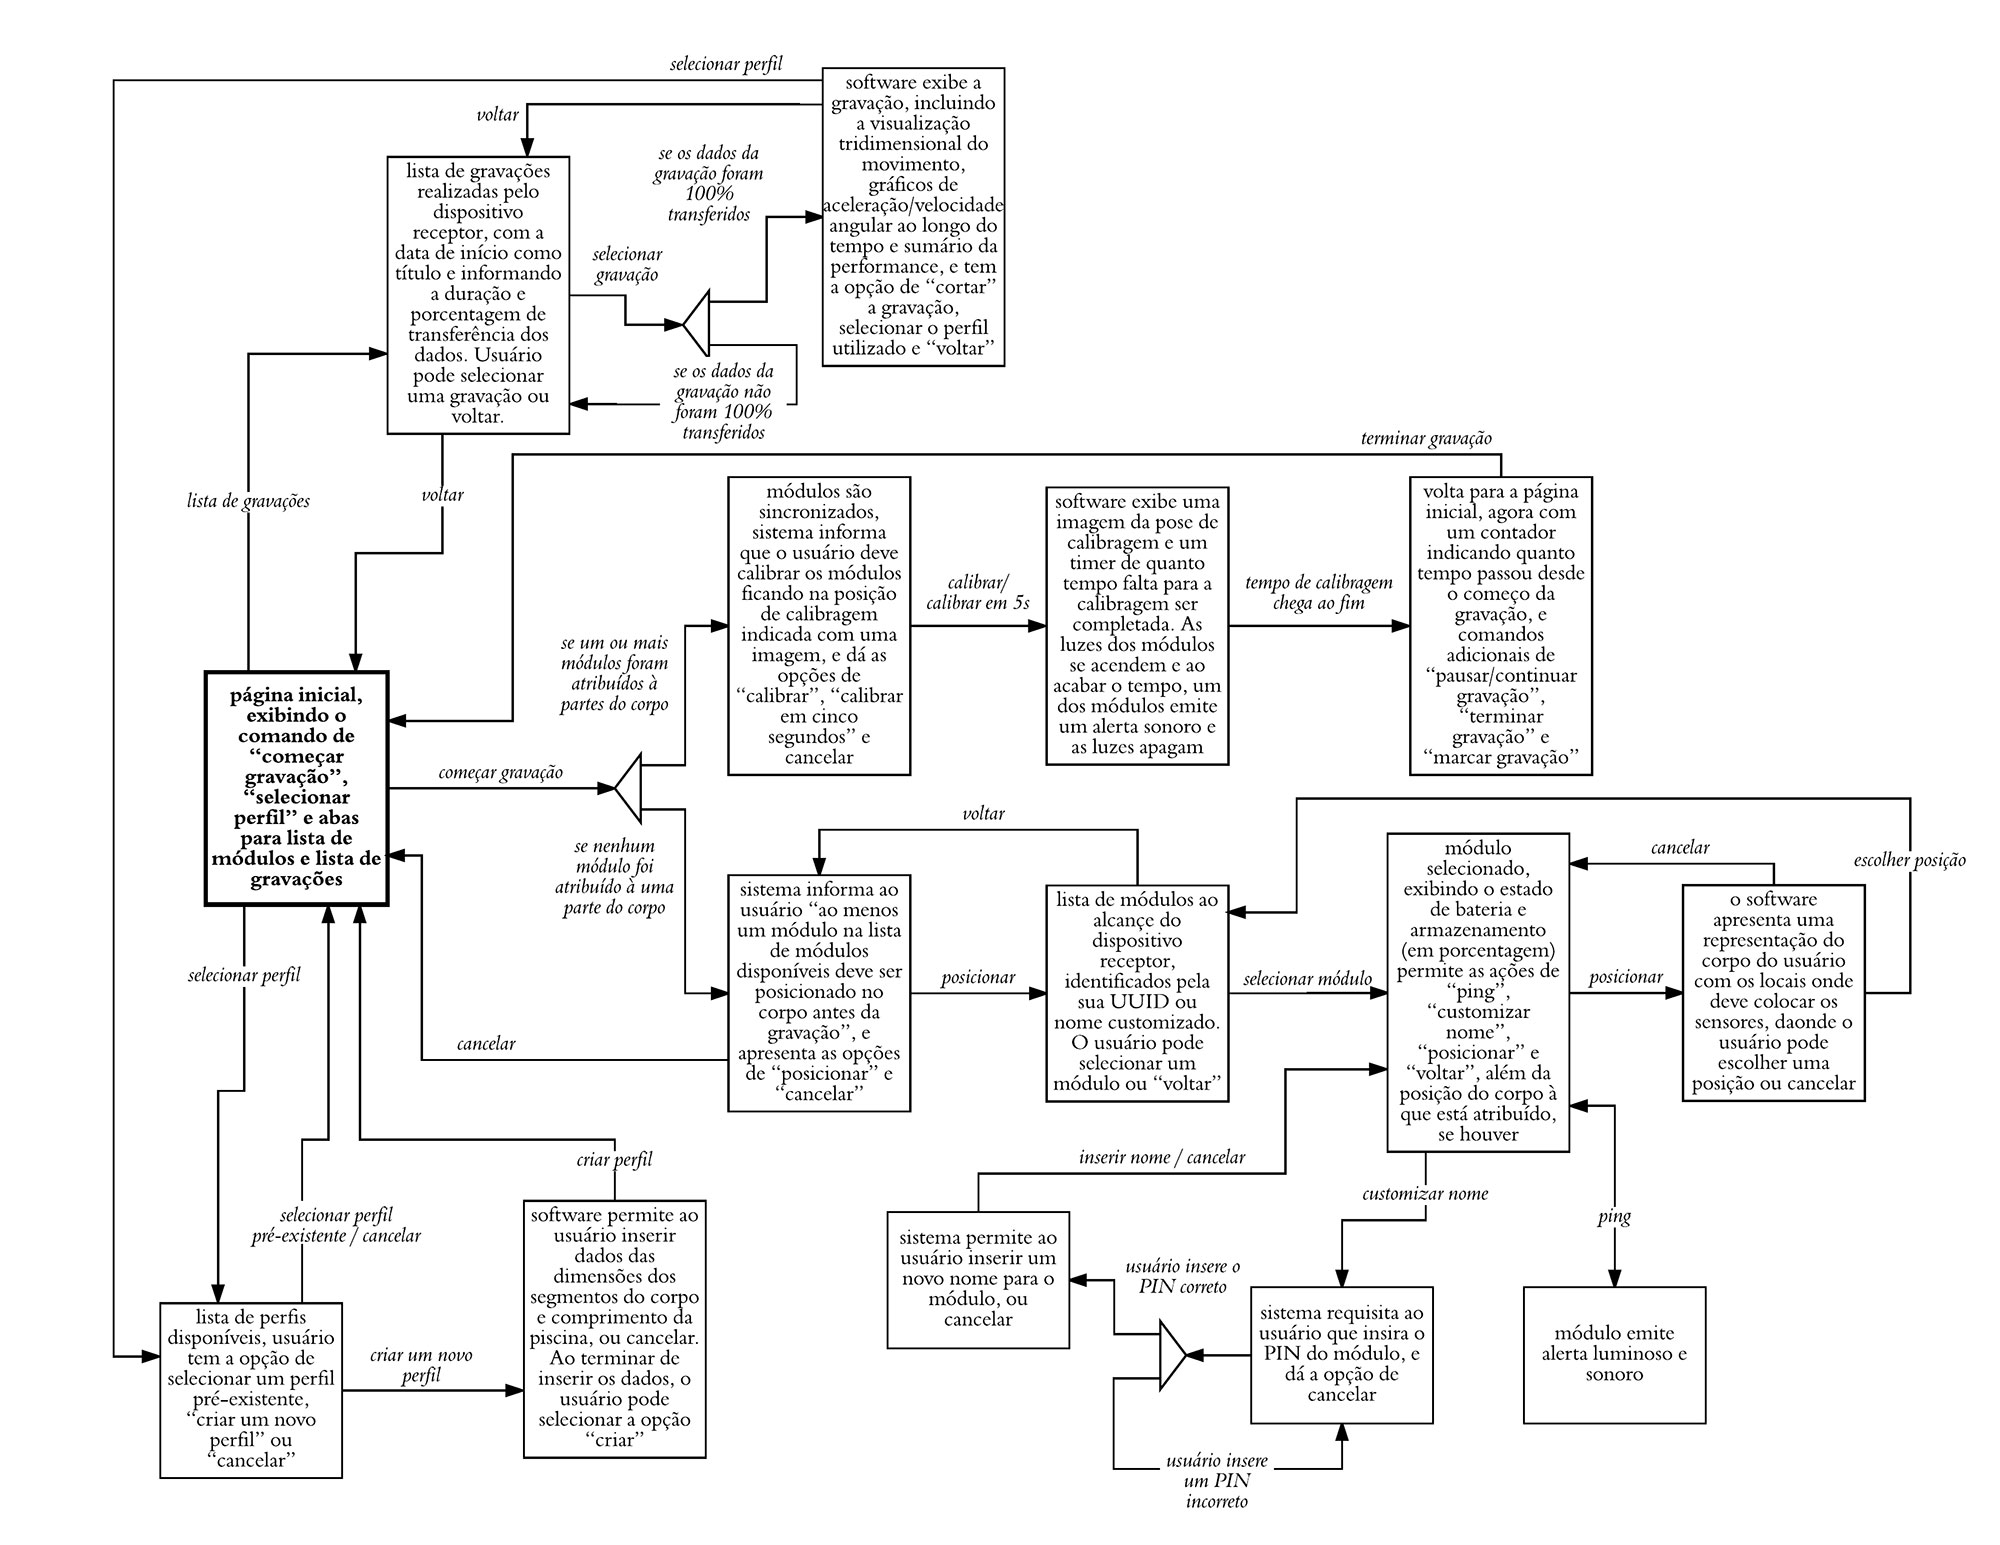 selecionar perfil
software exibe a
gravação, incluindo
a visualização
tridimensional do
movimento,
gráficos de
aceleração/velocidade
angular ao longo do
tempo e sumário da
performance, e tem
a opção de “cortar”
a gravação,
selecionar o perfil
utilizado e “voltar”
voltar
se os dados da
gravação foram
100%
transferidos
lista de gravações
realizadas pelo
dispositivo
receptor, com a
data de início como
título e informando
a duração e
porcentagem de
transferência dos
dados. Usuário
pode selecionar
uma gravação ou
voltar.
selecionar
gravação
se os dados da
gravação não
foram 100%
transferidos
terminar gravação
lista de gravações
voltar
módulos são
sincronizados,
sistema informa
que o usuário deve
calibrar os módulos
ficando na posição
de calibragem
indicada com uma
imagem, e dá as
opções de
“calibrar”, “calibrar
em cinco
segundos” e
cancelar
calibrar/
calibrar em 5s
software exibe uma
imagem da pose de
calibragem e um
timer de quanto
tempo falta para a
calibragem ser
completada. As
luzes dos módulos
se acendem e ao
acabar o tempo, um
dos módulos emite
um alerta sonoro e
as luzes apagam
tempo de calibragem
chega ao fim
volta para a página
inicial, agora com
um contador
indicando quanto
tempo passou desde
o começo da
gravação, e
comandos
adicionais de
“pausar/continuar
gravação”,
“terminar
gravação” e
“marcar gravação”
se um ou mais
módulos foram
atribuídos à
partes do corpo
página inicial,
exibindo o
comando de
“começar
gravação”,
“selecionar
perfil” e abas
para lista de
módulos e lista de
gravações
começar gravação
se nenhum
módulo foi
atribuído à uma
parte do corpo
voltar
sistema informa ao
usuário “ao menos
um módulo na lista
de módulos
disponíveis deve ser
posicionado no
corpo antes da
gravação”, e
apresenta as opções
de “posicionar” e
“cancelar”
posicionar
lista de módulos ao
alcance do
dispositivo
receptor,
identificados pela
sua UUID ou
nome customizado.
O usuário pode
selecionar um
módulo ou “voltar”
selecionar módulo
módulo
selecionado,
exibindo o estado
de bateria e
armazenamento
(em porcentagem)
permite as ações de
“ping”,
“customizar
nome”,
“posicionar” e
“voltar”, além da
posição do corpo à
que está atribuído,
se houver
cancelar
escolher posição
posicionar
o software
apresenta uma
representação do
corpo do usuário
com os locais onde
deve colocar os
sensores, daonde o
usuário pode
escolher uma
posição ou cancelar
selecionar perfil
cancelar
criar perfil
inserir nome / cancelar
customizar nome
ping
selecionar perfil
pré-existente / cancelar
software permite ao
usuário inserir
dados das
dimensões dos
segmentos do corpo
e comprimento da
piscina, ou cancelar.
Ao terminar de
inserir os dados, o
usuário pode
selecionar a opção
“criar”
sistema permite ao
usuário inserir um
novo nome para o
módulo, ou
cancelar
usuário insere o
PIN correto
sistema requisita ao
usuário que insira o
PIN do módulo, e
dá a opção de
cancelar
módulo emite
alerta luminoso e
sonoro
lista de perfis
disponíveis, usuário
tem a opção de
selecionar um perfil
pré-existente,
“criar um novo
perfil” ou
“cancelar”
criar um novo
perfil
usuário insere
um PIN
incorreto